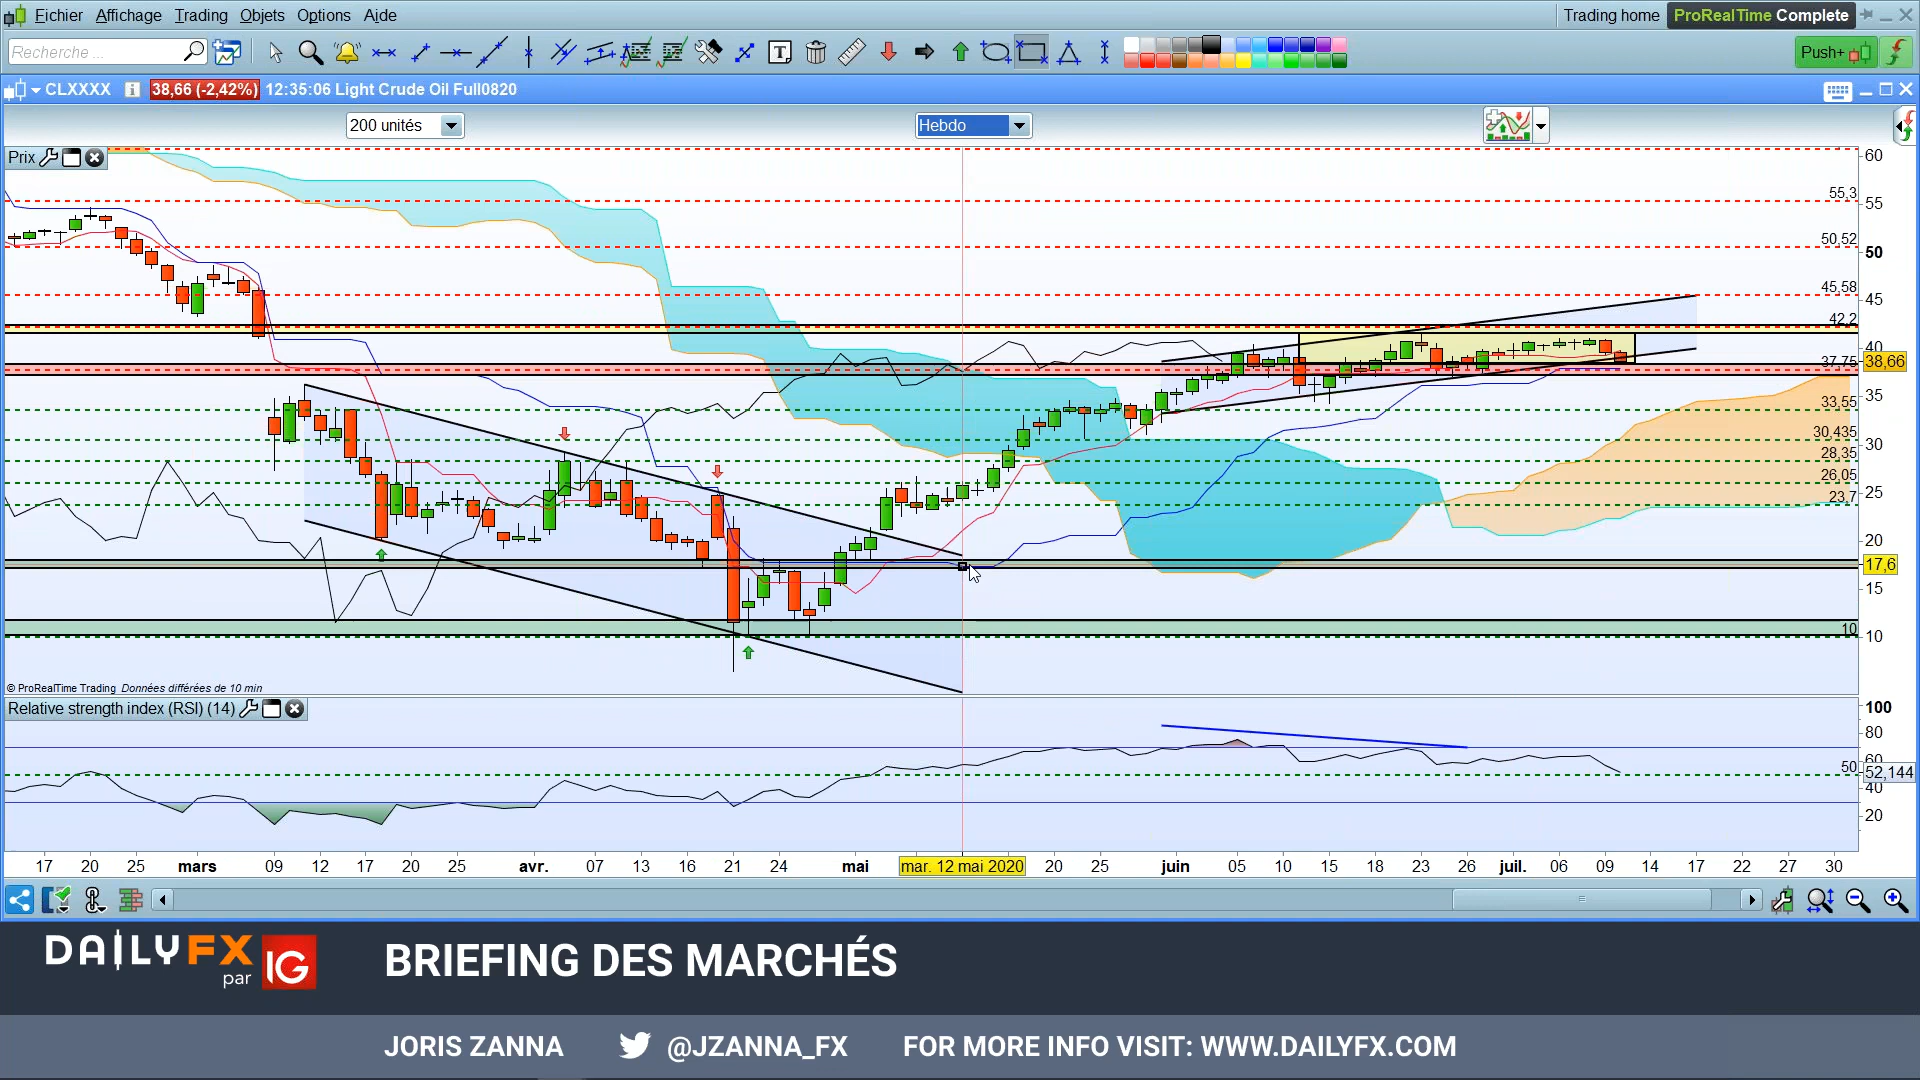 Fichier Affichage Trading Objets Options Aide
Trading home ProRealTime Complete
Recherche...
T
Push+
CLXXXX i 38,66 (-2,42%) 12:35:06 Light Crude Oil Full0820
200 unités
Hebdo
Prix
60
55,3
55
50,52
50
45,58
45
42,2
40
37,75
38,66
35
33,55
30,435
30
28,35
26,05
25
23,7
20
17,6
15
10
10
© ProRealTime Trading Données différées de 10 min
Relative strength index (RSI) (14)
100
80
60
50
52,144
40
20
17 20 25 mars 09 12 17 20 25 avr. 07 13 16 21 24 mai mar. 12 mai 2020 20 25 juin 05 10 15 18 23 26 juil. 06 09 14 17 22 27 30
DAILYFX
par IG
BRIEFING DES MARCHÉS
JORIS ZANNA @JZANNA_FX FOR MORE INFO VISIT: WWW.DAILYFX.COM